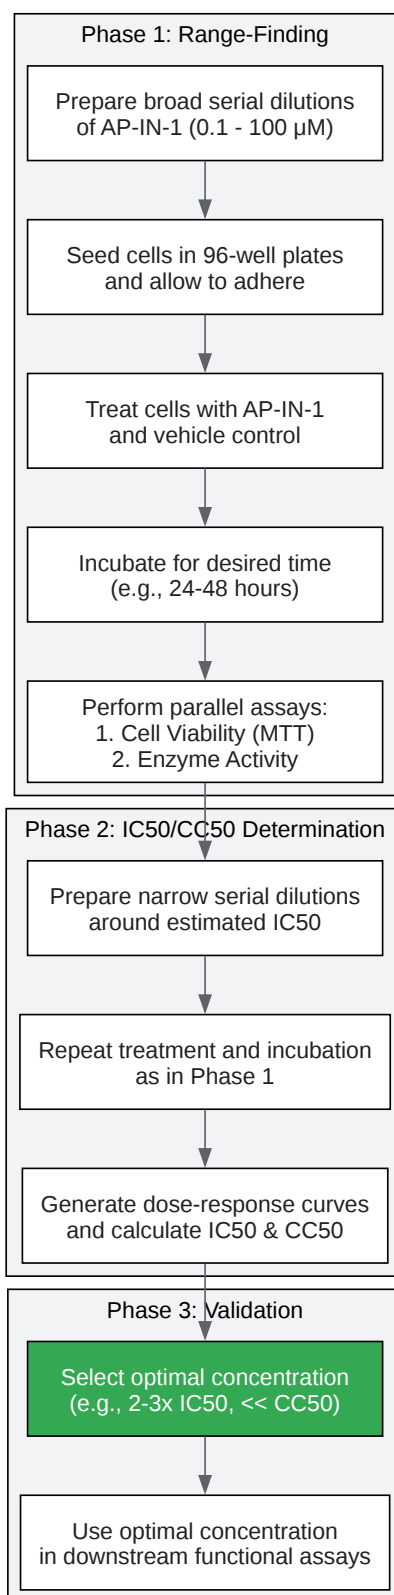 Phase 1: Range-Finding
Prepare broad serial dilutions
of AP-IN-1 (0.1 - 100 μM)
Seed cells in 96-well plates
and allow to adhere
Treat cells with AP-IN-1
and vehicle control
Incubate for desired time
(e.g., 24-48 hours)
Perform parallel assays:
1. Cell Viability (MTT)
2. Enzyme Activity
Phase 2: IC50/CC50 Determination
Prepare narrow serial dilutions
around estimated IC50
Repeat treatment and incubation
as in Phase 1
Generate dose-response curves
and calculate IC50 & CC50
Phase 3: Validation
Select optimal concentration
(e.g., 2-3x IC50, << CC50)
Use optimal concentration
in downstream functional assays